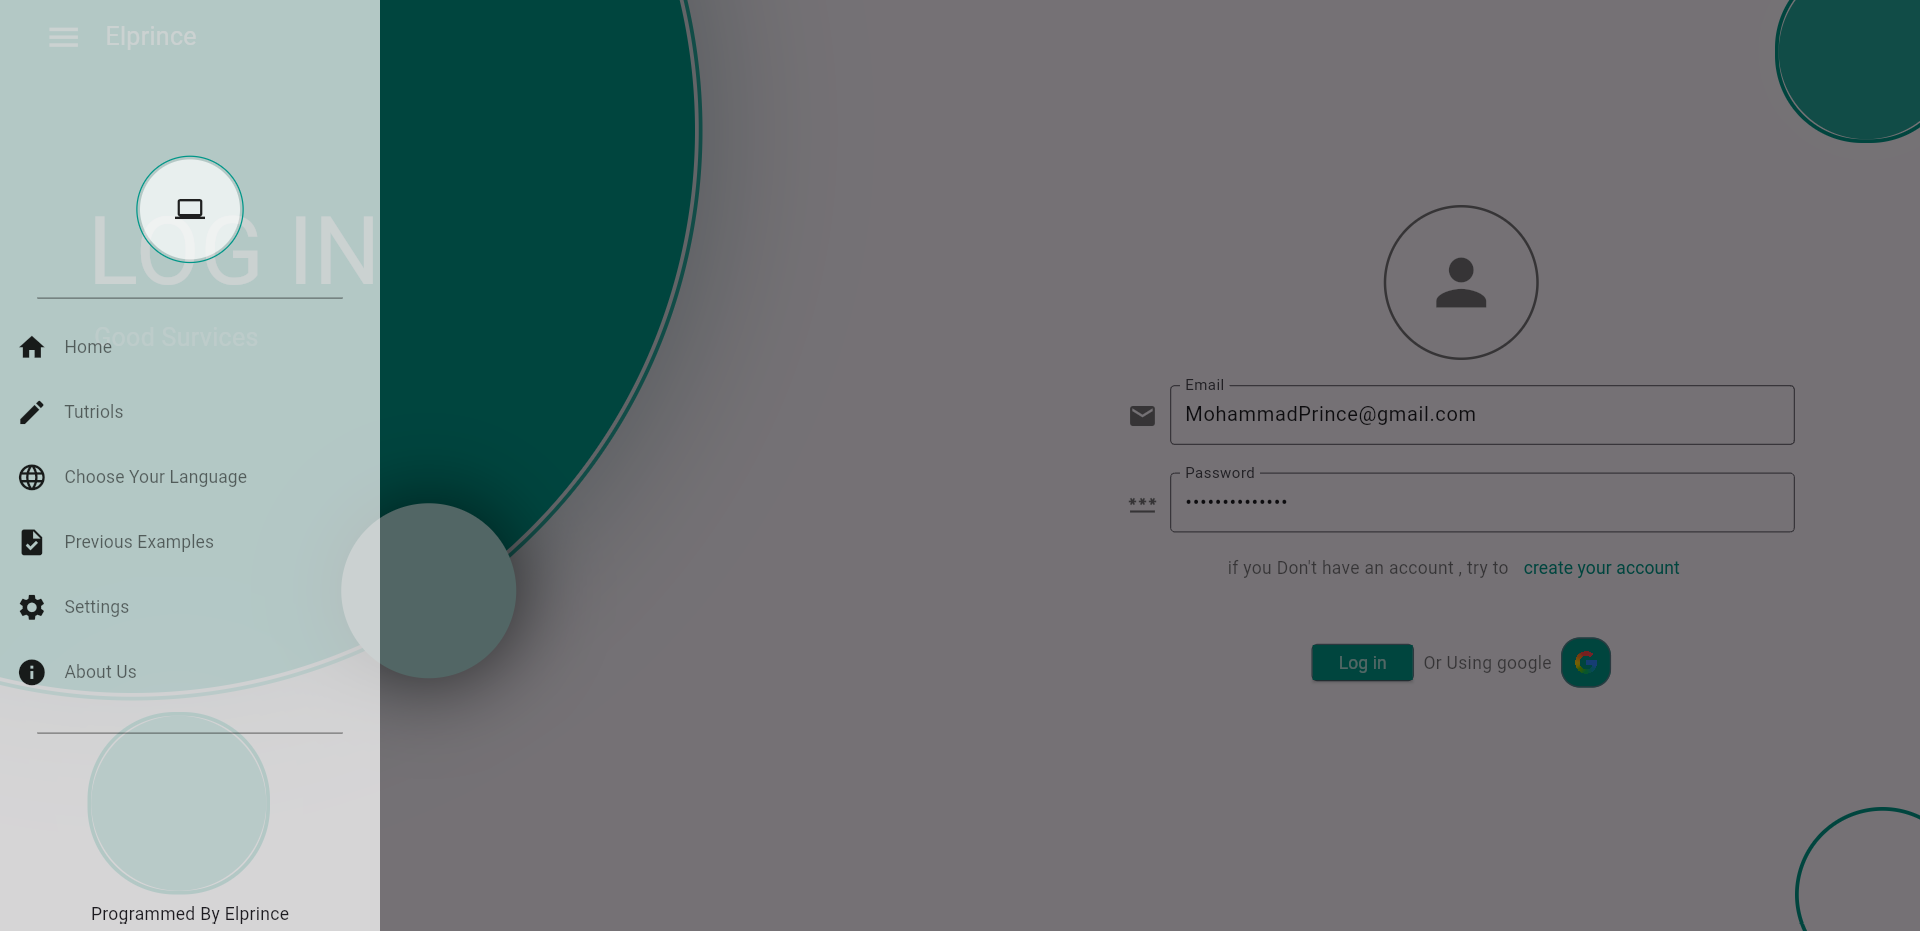 Elprince
LOG IN
Good Survices
Home
Tutriols
Choose Your Language
Previous Examples
Settings
About Us
Programmed By Elprince
Email
MohammadPrince@gmail.com
Password
••••••••••••••
if you Don't have an account , try to create your account
Log in Or Using google